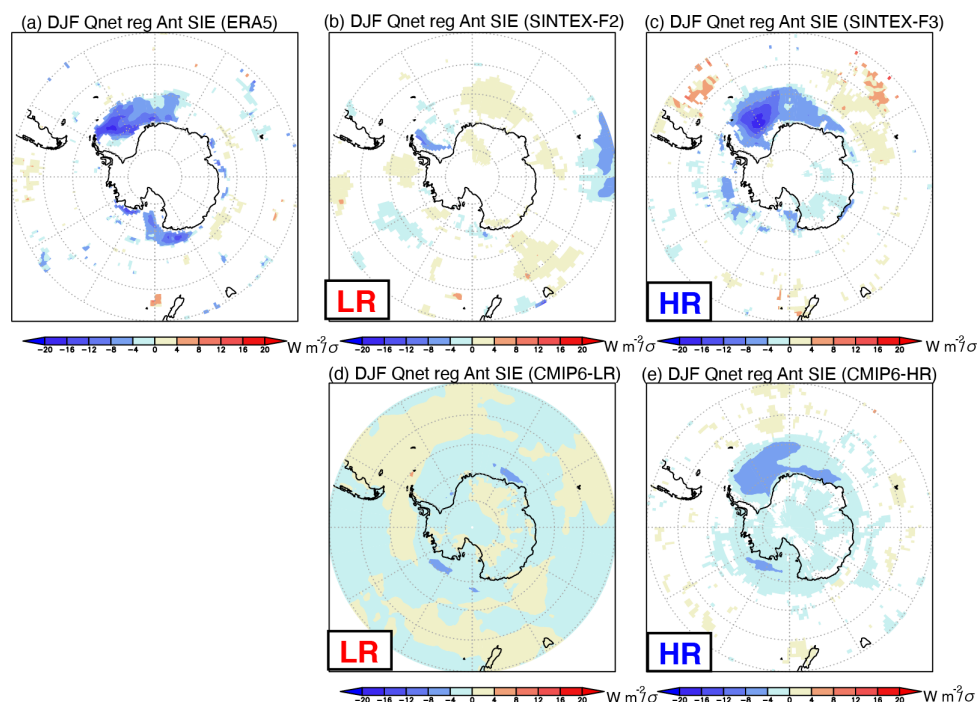 (a) DJF Qnet reg Ant SIE (ERA5)
(b) DJF Qnet reg Ant SIE (SINTEX-F2)
(c) DJF Qnet reg Ant SIE (SINTEX-F3)
LR
HR
-20 -16 -12 -8 -4 0 4 8 12 16 20 W m⁻²/σ
-20 -16 -12 -8 -4 0 4 8 12 16 20 W m⁻²/σ
-20 -16 -12 -8 -4 0 4 8 12 16 20 W m⁻²/σ
(d) DJF Qnet reg Ant SIE (CMIP6-LR)
(e) DJF Qnet reg Ant SIE (CMIP6-HR)
LR
HR
-20 -16 -12 -8 -4 0 4 8 12 16 20 W m⁻²/σ
-20 -16 -12 -8 -4 0 4 8 12 16 20 W m⁻²/σ